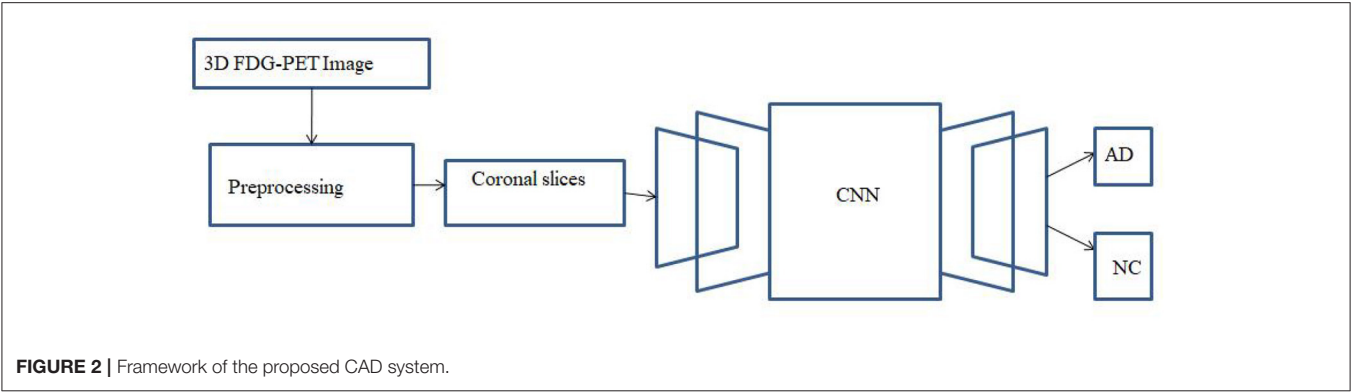 3D FDG-PET Image
Preprocessing
Coronal slices
CNN
AD
NC
FIGURE 2 | Framework of the proposed CAD system.